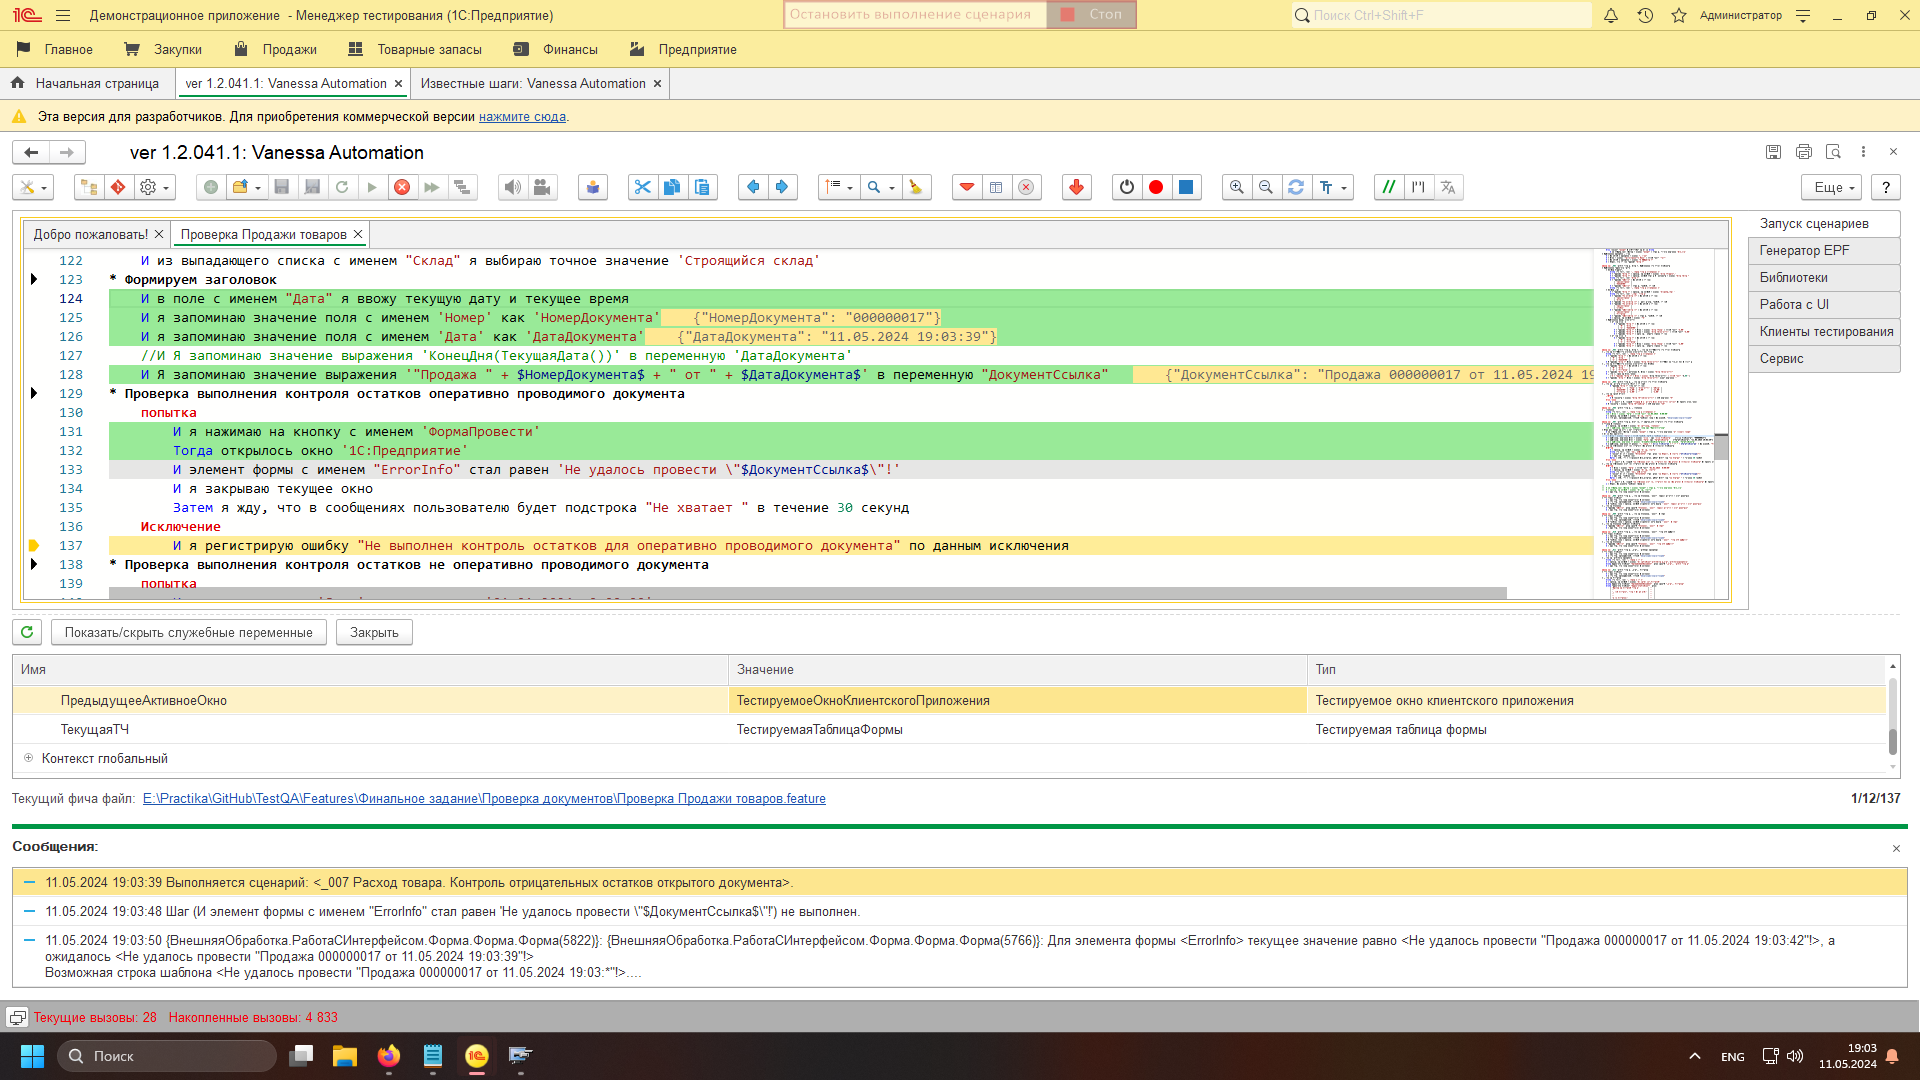 Демонстрационное приложение - Менеджер тестирования (1С:Предприятие)
Остановить выполнение сценария
Стоп
Поиск Ctrl+Shift+F
Администратор
Главное
Закупки
Продажи
Товарные запасы
Финансы
Предприятие
Начальная страница
ver 1.2.041.1: Vanessa Automation ×
Известные шаги: Vanessa Automation ×
Эта версия для разработчиков. Для приобретения коммерческой версии нажмите сюда.
ver 1.2.041.1: Vanessa Automation
Еще
?
Добро пожаловать! ×
Проверка Продажи товаров ×
122 И из выпадающего списка с именем "Склад" я выбираю точное значение 'Строящийся склад'
123 * Формируем заголовок
124 И в поле с именем "Дата" я ввожу текущую дату и текущее время
125 И я запоминаю значение поля с именем 'Номер' как 'НомерДокумента' {"НомерДокумента": "000000017"}
126 И я запоминаю значение поля с именем 'Дата' как 'ДатаДокумента' {"ДатаДокумента": "11.05.2024 19:03:39"}
127 //И Я запоминаю значение выражения 'КонецДня(ТекущаяДата())' в переменную 'ДатаДокумента'
128 И Я запоминаю значение выражения '"Продажа " + $НомерДокумента$ + " от " + $ДатаДокумента$' в переменную "ДокументСсылка" {"ДокументСсылка": "Продажа 000000017 от 11.05.2024 19
129 * Проверка выполнения контроля остатков оперативно проводимого документа
130 попытка
131 И я нажимаю на кнопку с именем 'ФормаПровести'
132 Тогда открылось окно '1С:Предприятие'
133 И элемент формы с именем "ErrorInfo" стал равен 'Не удалось провести \"$ДокументСсылка$\"!'
134 И я закрываю текущее окно
135 Затем я жду, что в сообщениях пользователю будет подстрока "Не хватает " в течение 30 секунд
136 Исключение
137 И я регистрирую ошибку "Не выполнен контроль остатков для оперативно проводимого документа" по данным исключения
138 * Проверка выполнения контроля остатков не оперативно проводимого документа
139 попытка
Запуск сценариев
Генератор EPF
Библиотеки
Работа с UI
Клиенты тестирования
Сервис
Показать/скрыть служебные переменные
Закрыть
Имя Значение Тип
ПредыдущееАктивноеОкно ТестируемоеОкноКлиентскогоПриложения Тестируемое окно клиентского приложения
ТекущаяТЧ ТестируемаяТаблицаФормы Тестируемая таблица формы
Контекст глобальный
Текущий фича файл: E:\Practika\GitHub\TestQA\Features\Финальное задание\Проверка документов\Проверка Продажи товаров.feature
1/12/137
Сообщения:
11.05.2024 19:03:39 Выполняется сценарий: <_007 Расход товара. Контроль отрицательных остатков открытого документа>.
11.05.2024 19:03:48 Шаг (И элемент формы с именем "ErrorInfo" стал равен 'Не удалось провести \"$ДокументСсылка$\"!') не выполнен.
11.05.2024 19:03:50 {ВнешняяОбработка.РаботаСИнтерфейсом.Форма.Форма.Форма(5822)}: {ВнешняяОбработка.РаботаСИнтерфейсом.Форма.Форма.Форма(5766)}: Для элемента формы <ErrorInfo> текущее значение равно <Не удалось провести "Продажа 000000017 от 11.05.2024 19:03:42"!>, а
ожидалось <Не удалось провести "Продажа 000000017 от 11.05.2024 19:03:39"!>
Возможная строка шаблона <Не удалось провести "Продажа 000000017 от 11.05.2024 19:03:*"!>....
Текущие вызовы: 28 Накопленные вызовы: 4 833
Поиск
ENG
19:03
11.05.2024